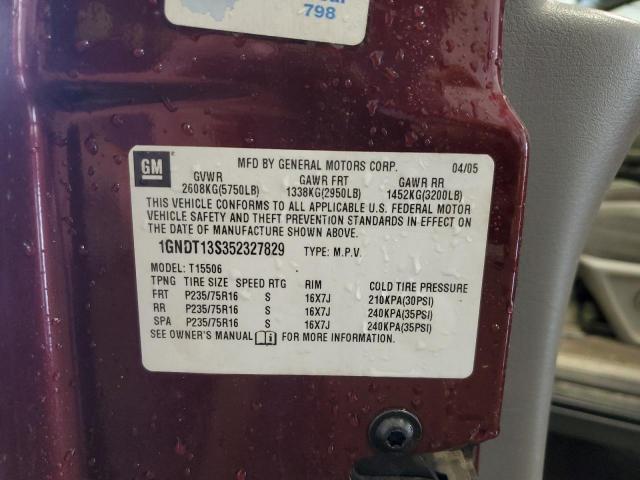 798
GM
MFD BY GENERAL MOTORS CORP. 04/05
GVWR GAWR FRT GAWR RR
2608KG(5750LB) 1338KG(2950LB) 1452KG(3200LB)
THIS VEHICLE CONFORMS TO ALL APPLICABLE U.S. FEDERAL MOTOR
VEHICLE SAFETY AND THEFT PREVENTION STANDARDS IN EFFECT ON
THE DATE OF MANUFACTURE SHOWN ABOVE.
1GNDT13S352327829 TYPE: M.P.V.
MODEL: T15506
TPNG TIRE SIZE SPEED RTG RIM COLD TIRE PRESSURE
FRT P235/75R16 S 16X7J 210KPA(30PSI)
RR P235/75R16 S 16X7J 240KPA(35PSI)
SPA P235/75R16 S 16X7J 240KPA(35PSI)
SEE OWNER'S MANUAL FOR MORE INFORMATION.